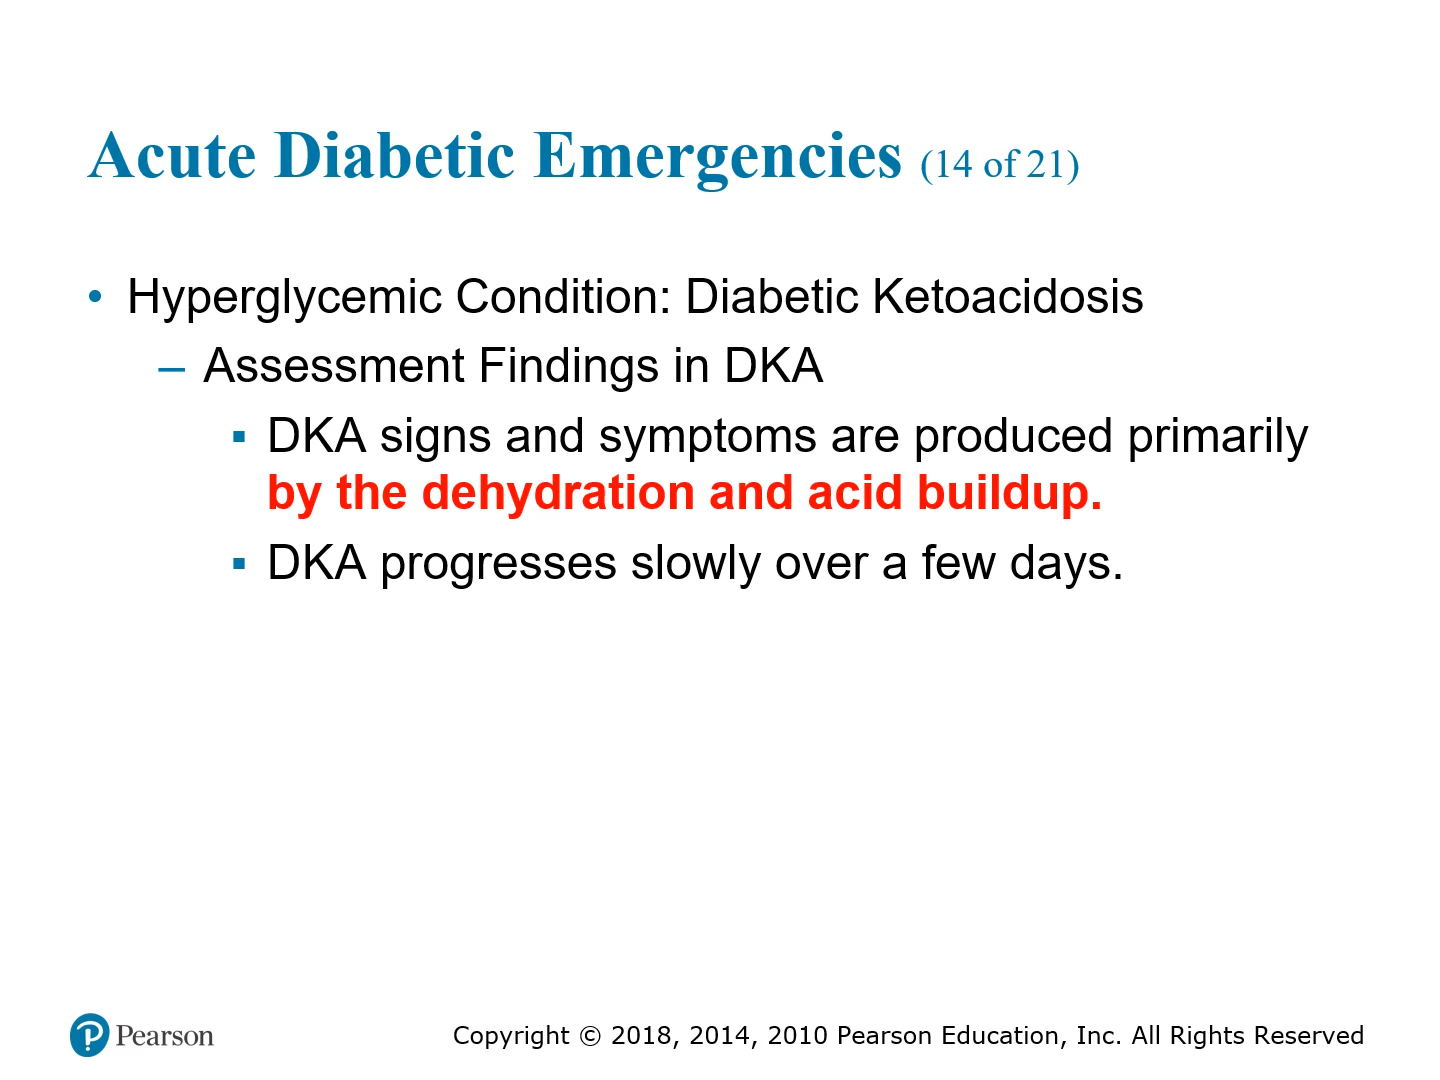 Acute Diabetic Emergencies (14 of 21)
• Hyperglycemic Condition: Diabetic Ketoacidosis
– Assessment Findings in DKA
▪ DKA signs and symptoms are produced primarily
by the dehydration and acid buildup.
▪ DKA progresses slowly over a few days.
Pearson
Copyright © 2018, 2014, 2010 Pearson Education, Inc. All Rights Reserved